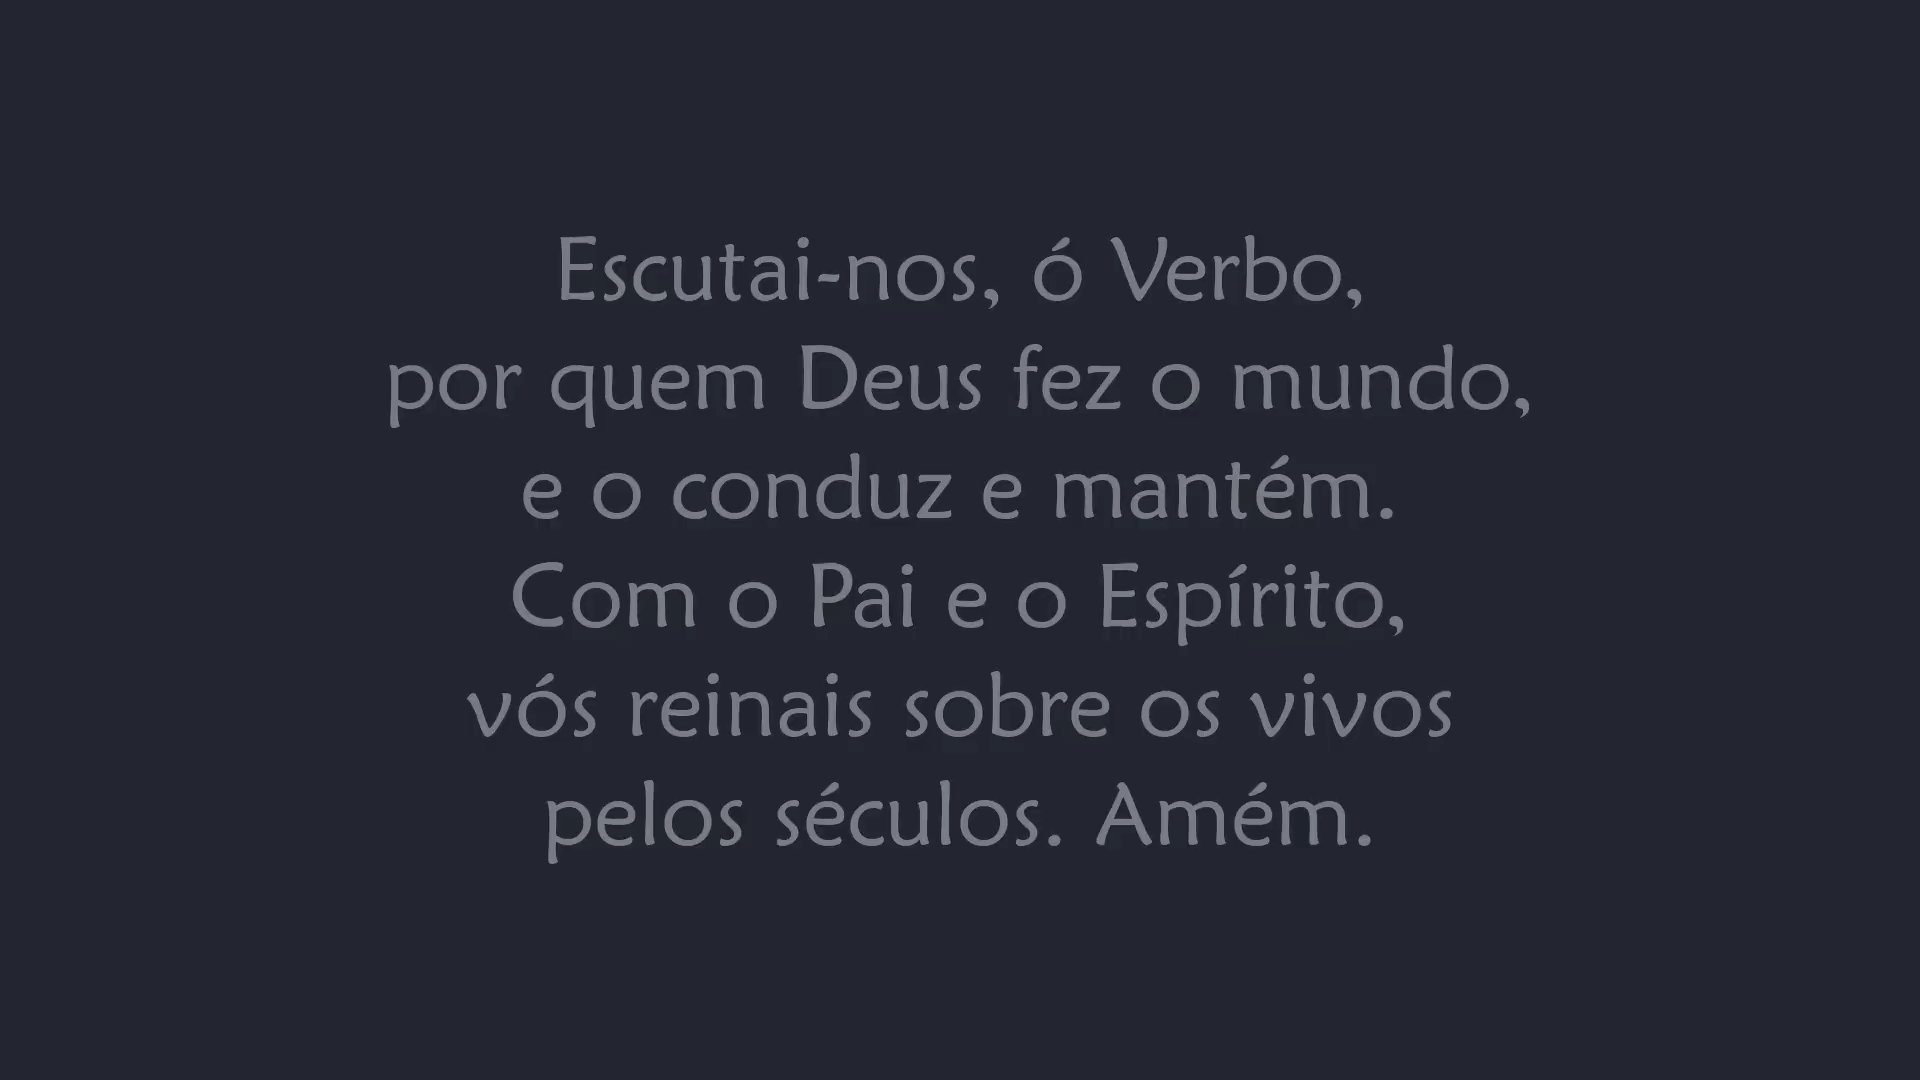 Escutai-nos, ó Verbo,
por quem Deus fez o mundo,
e o conduz e mantém.
Com o Pai e o Espírito,
vós reinais sobre os vivos
pelos séculos. Amém.